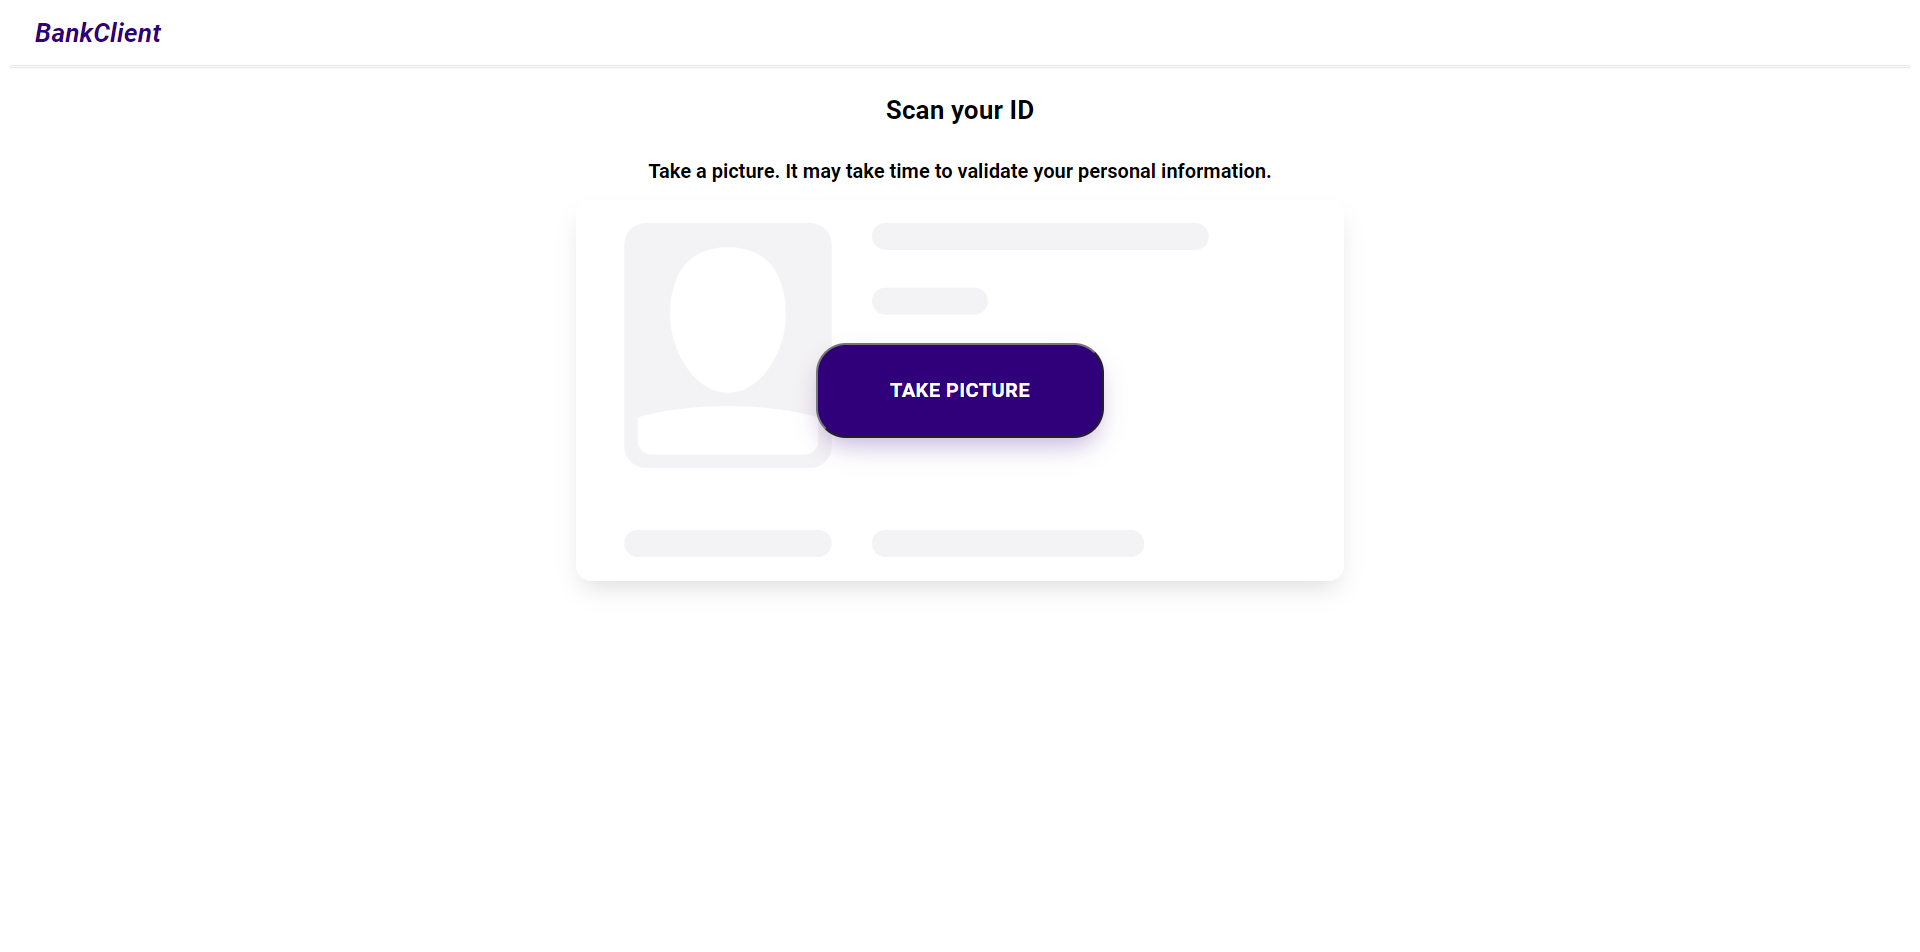 BankClient
Scan your ID
Take a picture. It may take time to validate your personal information.
TAKE PICTURE